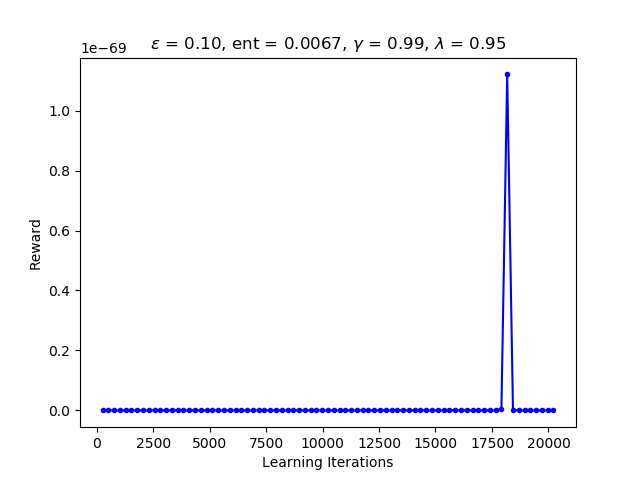 1e−69
ε = 0.10, ent = 0.0067, γ = 0.99, λ = 0.95
1.0
0.8
0.6
0.4
0.2
0.0
Reward
0 2500 5000 7500 10000 12500 15000 17500 20000
Learning Iterations